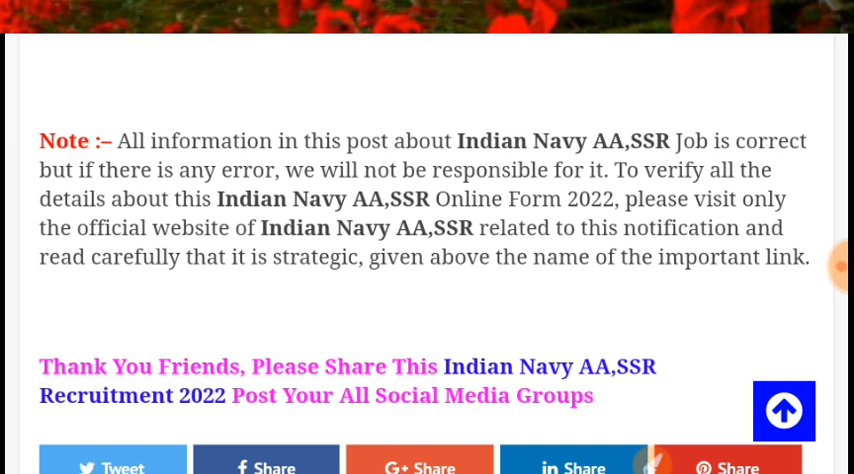 Note :– All information in this post about Indian Navy AA,SSR Job is correct
but if there is any error, we will not be responsible for it. To verify all the
details about this Indian Navy AA,SSR Online Form 2022, please visit only
the official website of Indian Navy AA,SSR related to this notification and
read carefully that it is strategic, given above the name of the important link.
Thank You Friends, Please Share This Indian Navy AA,SSR
Recruitment 2022 Post Your All Social Media Groups
Tweet Share G+ Share in Share Share